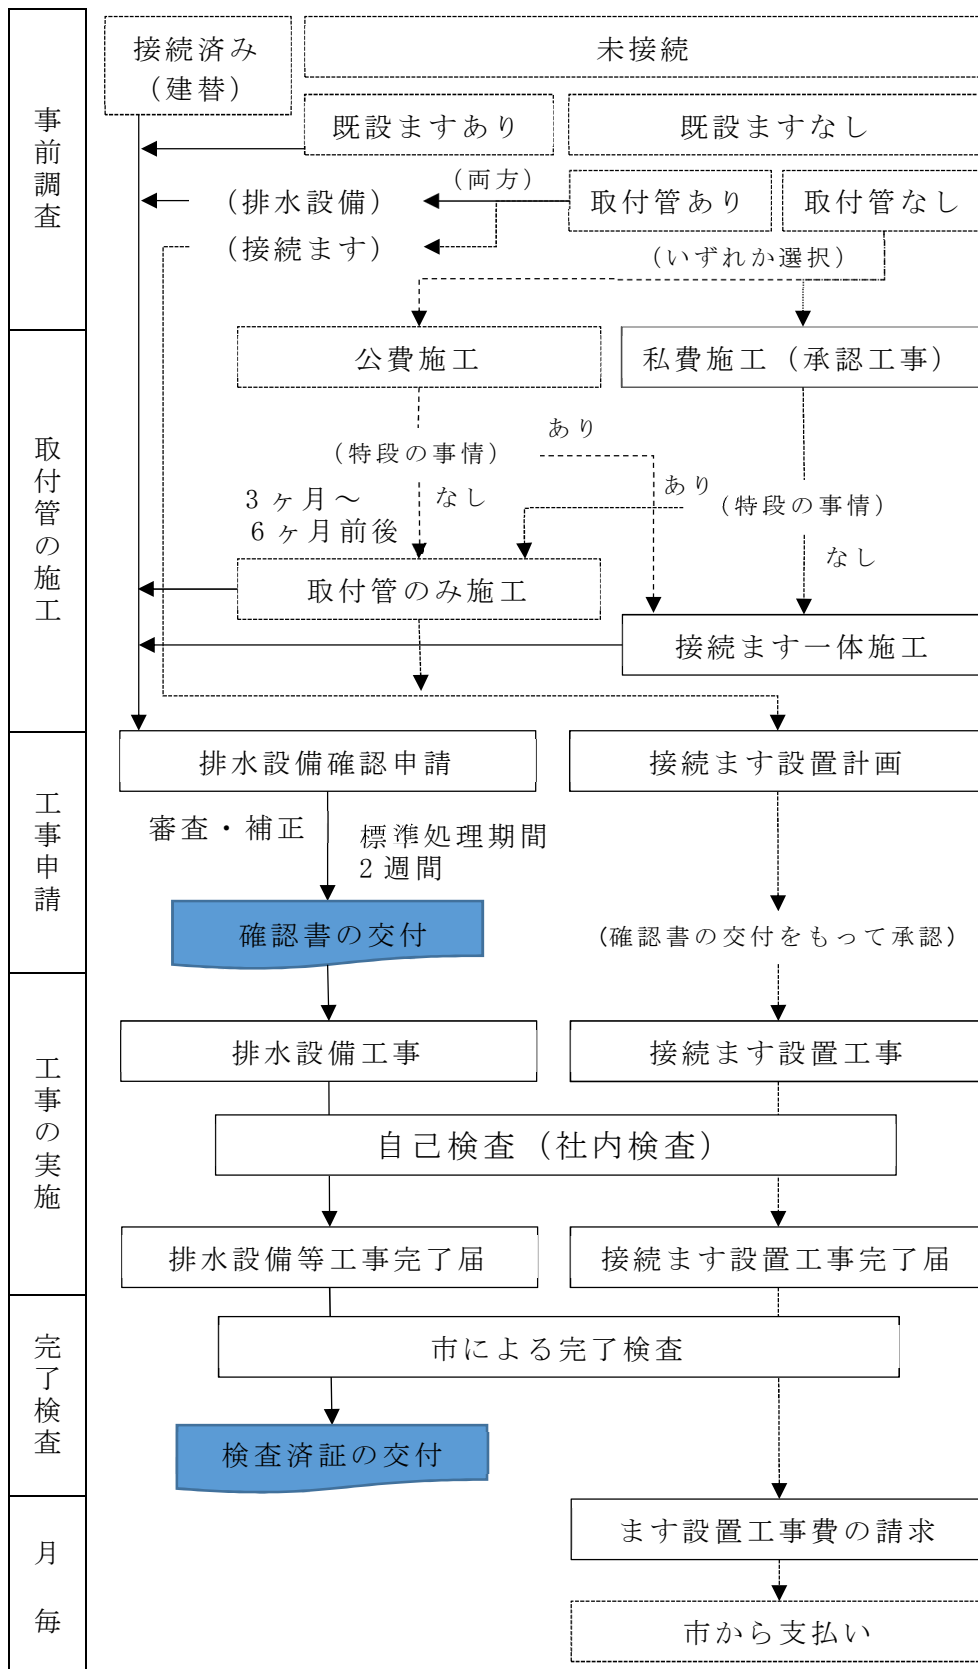 事前調査
接続済み
（建替）
未接続
既設ますあり
既設ますなし
（両方）
取付管あり
取付管なし
（排水設備）
（接続ます）
（いずれか選択）
取付管の施工
公費施工
私費施工（承認工事）
あり
（特段の事情）
3ヶ月～
6ヶ月前後
なし
あり
（特段の事情）
なし
取付管のみ施工
接続ます一体施工
工事申請
排水設備確認申請
接続ます設置計画
審査・補正
標準処理期間
2週間
確認書の交付
（確認書の交付をもって承認）
工事の実施
排水設備工事
接続ます設置工事
自己検査（社内検査）
排水設備等工事完了届
接続ます設置工事完了届
完了検査
市による完了検査
検査済証の交付
月毎
ます設置工事費の請求
市から支払い